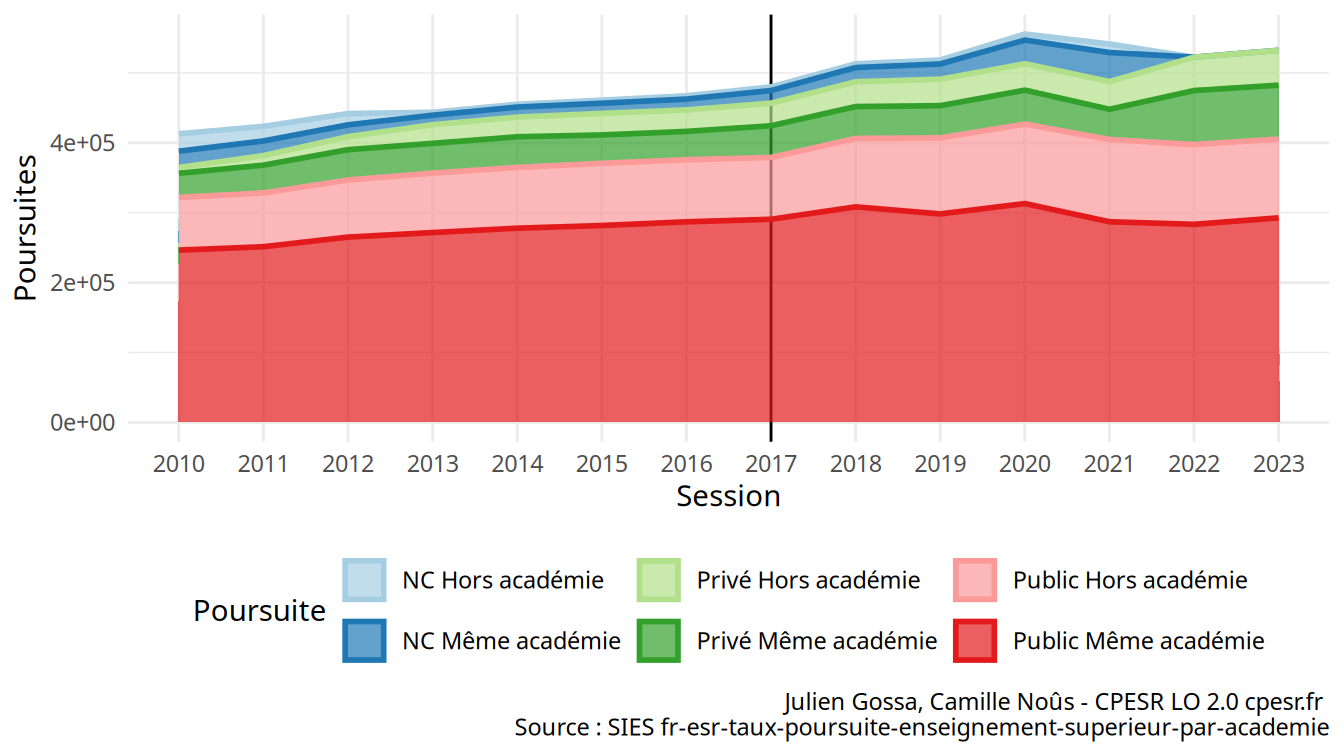 Poursuites
4e+05
2e+05
0e+00
2010 2011 2012 2013 2014 2015 2016 2017 2018 2019 2020 2021 2022 2023
Session
Poursuite
NC Hors académie
Privé Hors académie
Public Hors académie
NC Même académie
Privé Même académie
Public Même académie
Julien Gossa, Camille Noûs - CPESR LO 2.0 cpesr.fr
Source : SIES fr-esr-taux-poursuite-enseignement-superieur-par-academie